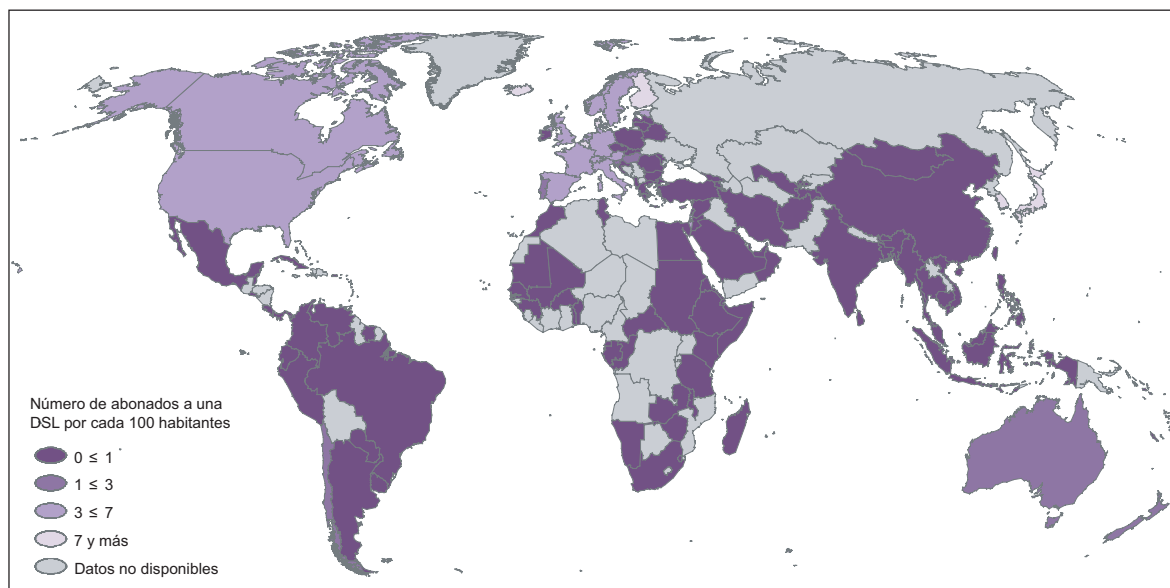 Número de abonados a una
DSL por cada 100 habitantes
0 ≤ 1
1 ≤ 3
3 ≤ 7
7 y más
Datos no disponibles